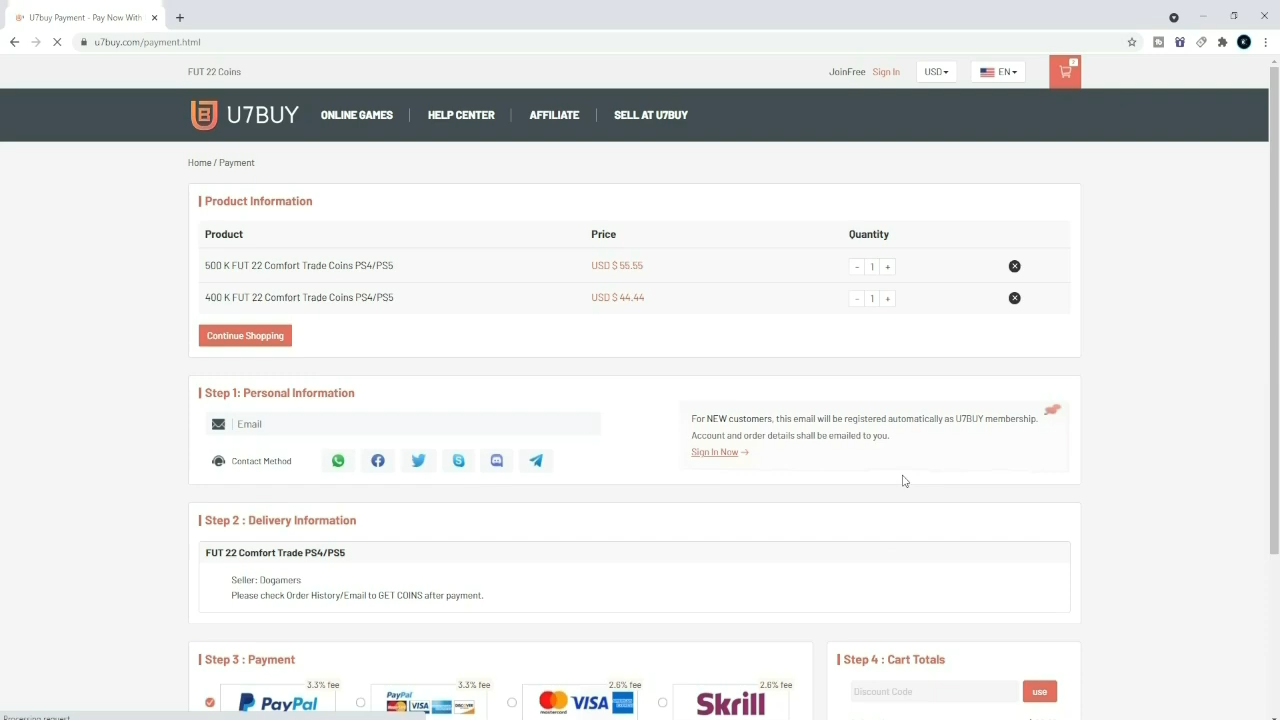 U7buy Payment - Pay Now With
u7buy.com/payment.html
FUT 22 Coins
JoinFree Sign In USD EN
U7BUY ONLINE GAMES HELP CENTER AFFILIATE SELL AT U7BUY
Home / Payment
Product Information
Product Price Quantity
500 K FUT 22 Comfort Trade Coins PS4/PS5 USD $ 55.55 - 1 +
400 K FUT 22 Comfort Trade Coins PS4/PS5 USD $ 44.44 - 1 +
Continue Shopping
Step 1: Personal Information
Email
Contact Method
For NEW customers, this email will be registered automatically as U7BUY membership.
Account and order details shall be emailed to you.
Sign In Now →
Step 2 : Delivery Information
FUT 22 Comfort Trade PS4/PS5
Seller: Dogamers
Please check Order History/Email to GET COINS after payment.
Step 3 : Payment
3.3% fee 3.3% fee 2.6% fee 2.6% fee
PayPal PayPal VISA DISCOVER mastercard VISA Skrill
Step 4 : Cart Totals
Discount Code use
Processing request